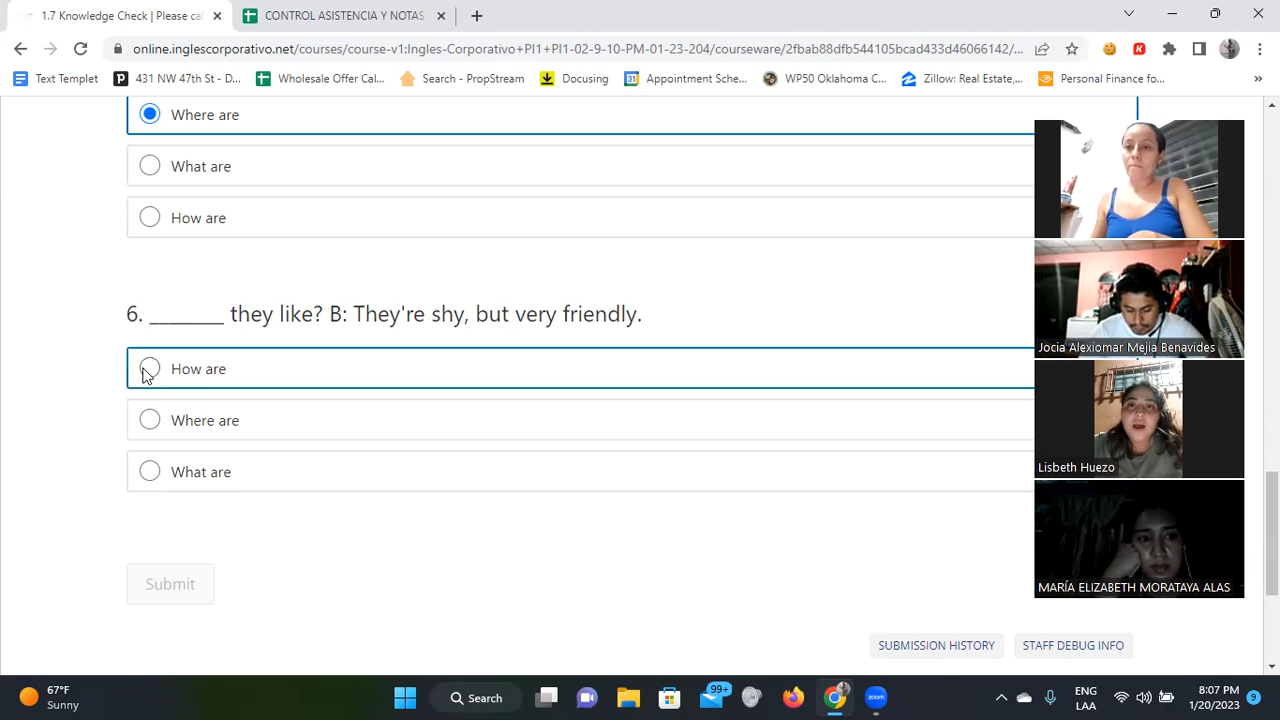 1.7 Knowledge Check | Please cal
CONTROL ASISTENCIA Y NOTAS
online.inglescorporativo.net/courses/course-v1:Ingles-Corporativo+PI1+PI1-02-9-10-PM-01-23-204/courseware/2fbab88dfb544105bcad433d46066142/...
Text Templet
431 NW 47th St - D...
Wholesale Offer Cal...
Search - PropStream
Docusing
Appointment Sche...
WP50 Oklahoma C...
Zillow: Real Estate,...
Personal Finance fo...
»
Where are
What are
How are
6. ________ they like? B: They're shy, but very friendly.
How are
Where are
What are
Submit
SUBMISSION HISTORY
STAFF DEBUG INFO
Jocia Alexiomar Mejia Benavides
Lisbeth Huezo
MARÍA ELIZABETH MORATAYA ALAS
67°F
Sunny
Search
99+
zoom
ENG
LAA
8:07 PM
1/20/2023
9